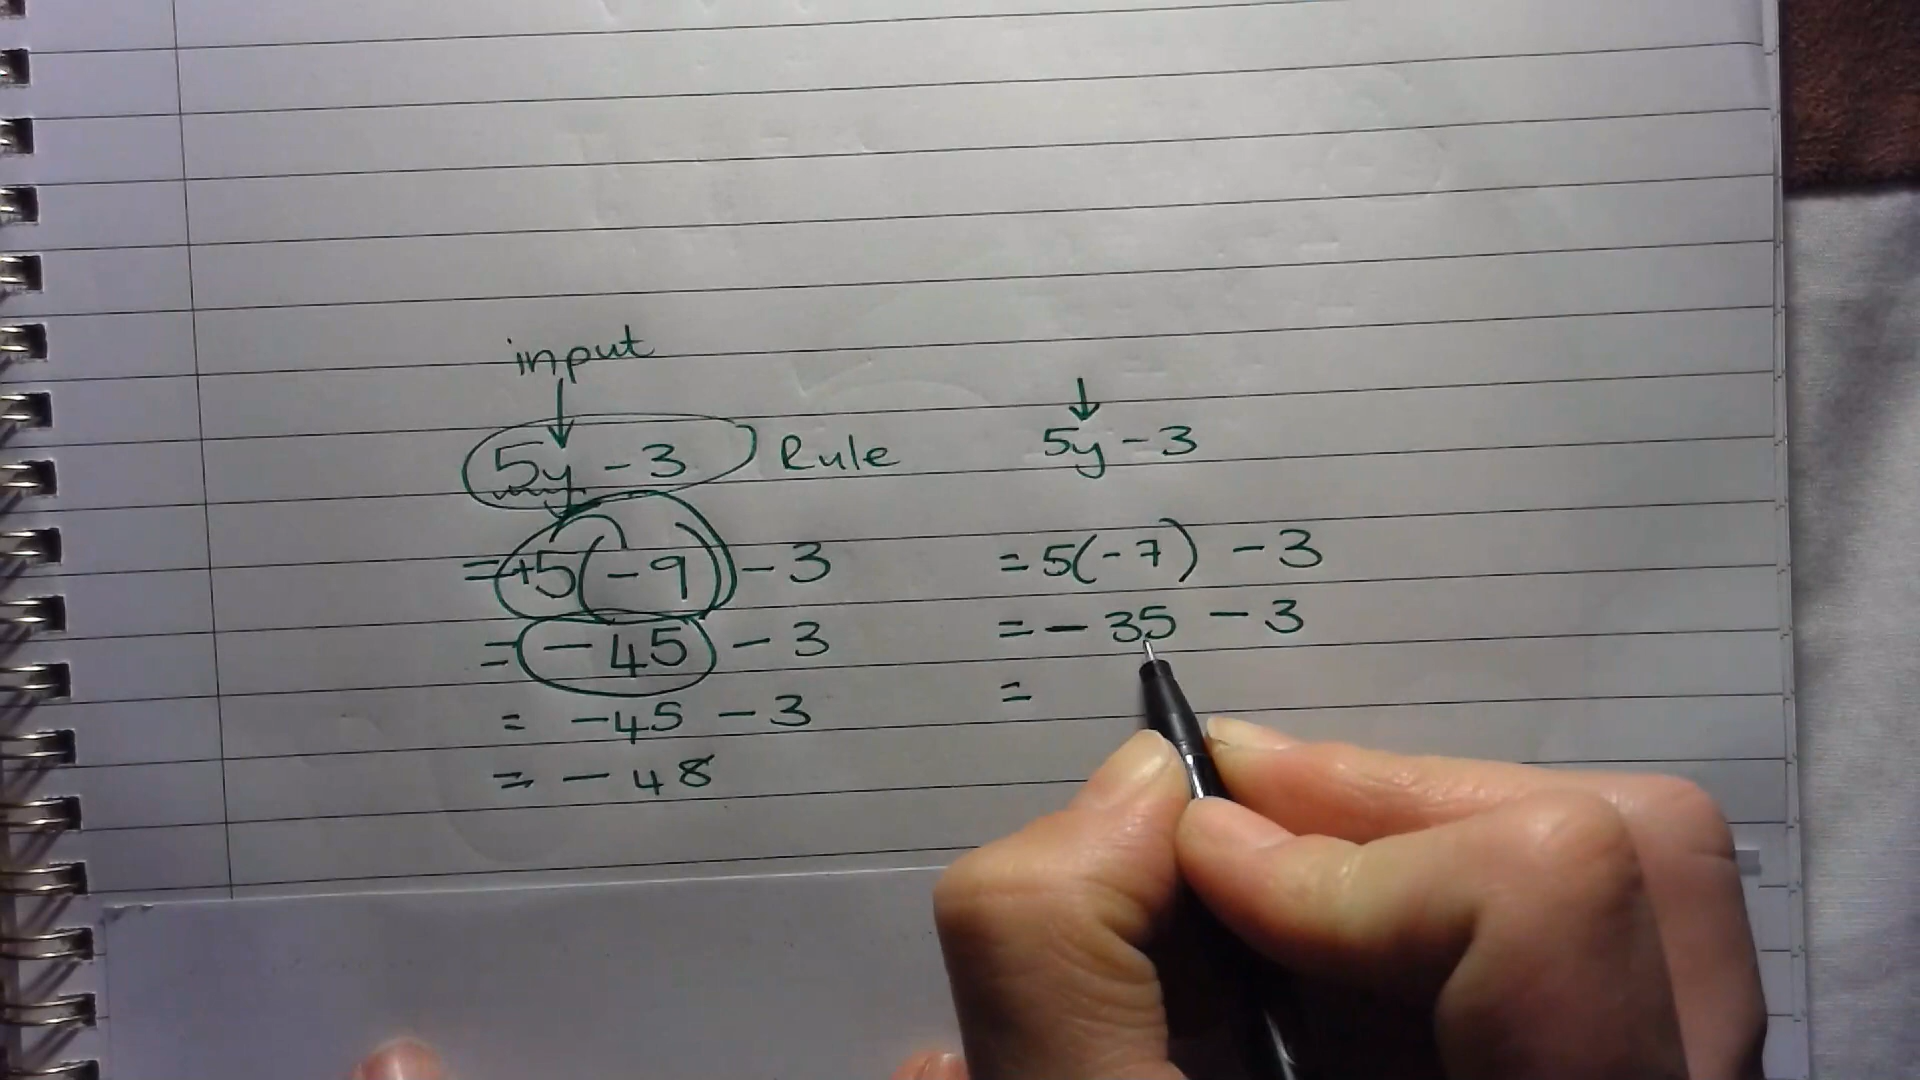 input
5y - 3 Rule
= +5(-9) - 3
= -45 - 3
= -45 - 3
= -48
5y - 3
= 5(-7) - 3
= -35 - 3
=